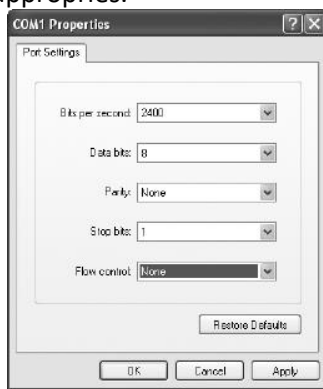 COM1 Properties
Port Settings
Bits per second: 2400
Data bits: 8
Parity: None
Stop bits: 1
Flow control: None
Restore Defaults
OK Cancel Apply